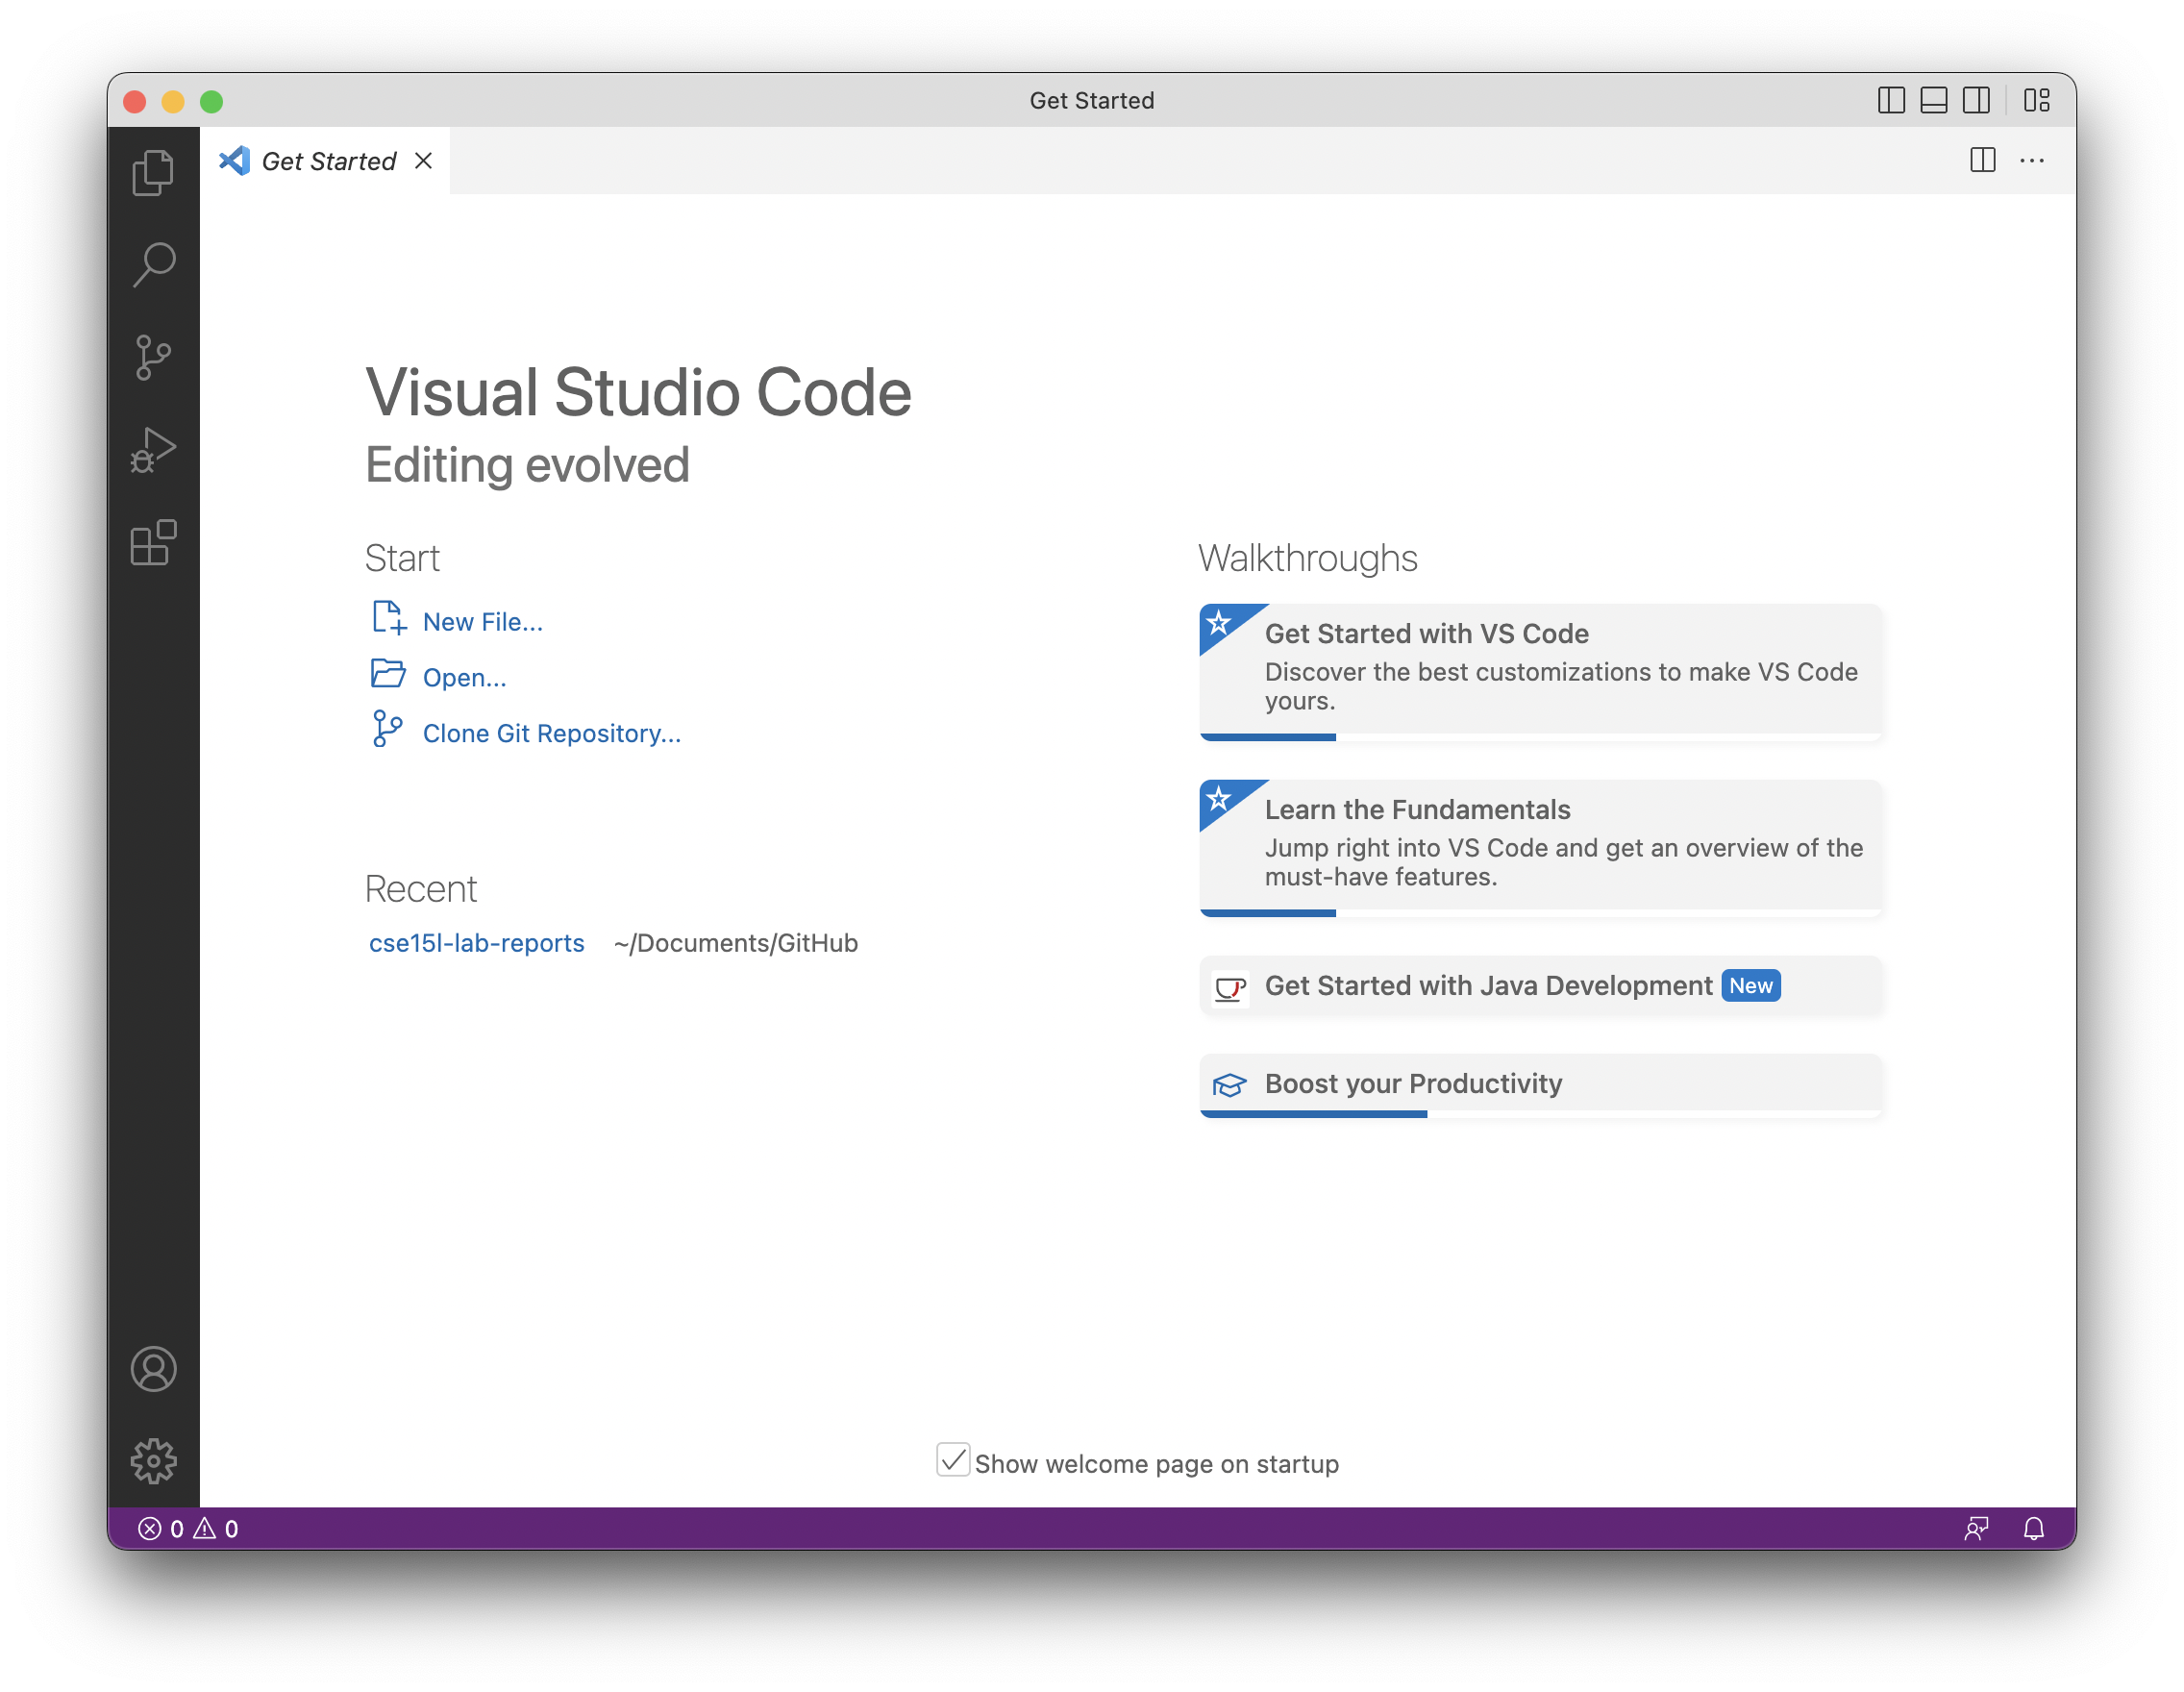 Get Started
Get Started
Visual Studio Code
Editing evolved
Start
New File...
Open...
Clone Git Repository...
Recent
cse15l-lab-reports ~/Documents/GitHub
Walkthroughs
Get Started with VS Code
Discover the best customizations to make VS Code
yours.
Learn the Fundamentals
Jump right into VS Code and get an overview of the
must-have features.
Get Started with Java Development New
Boost your Productivity
Show welcome page on startup
0 0